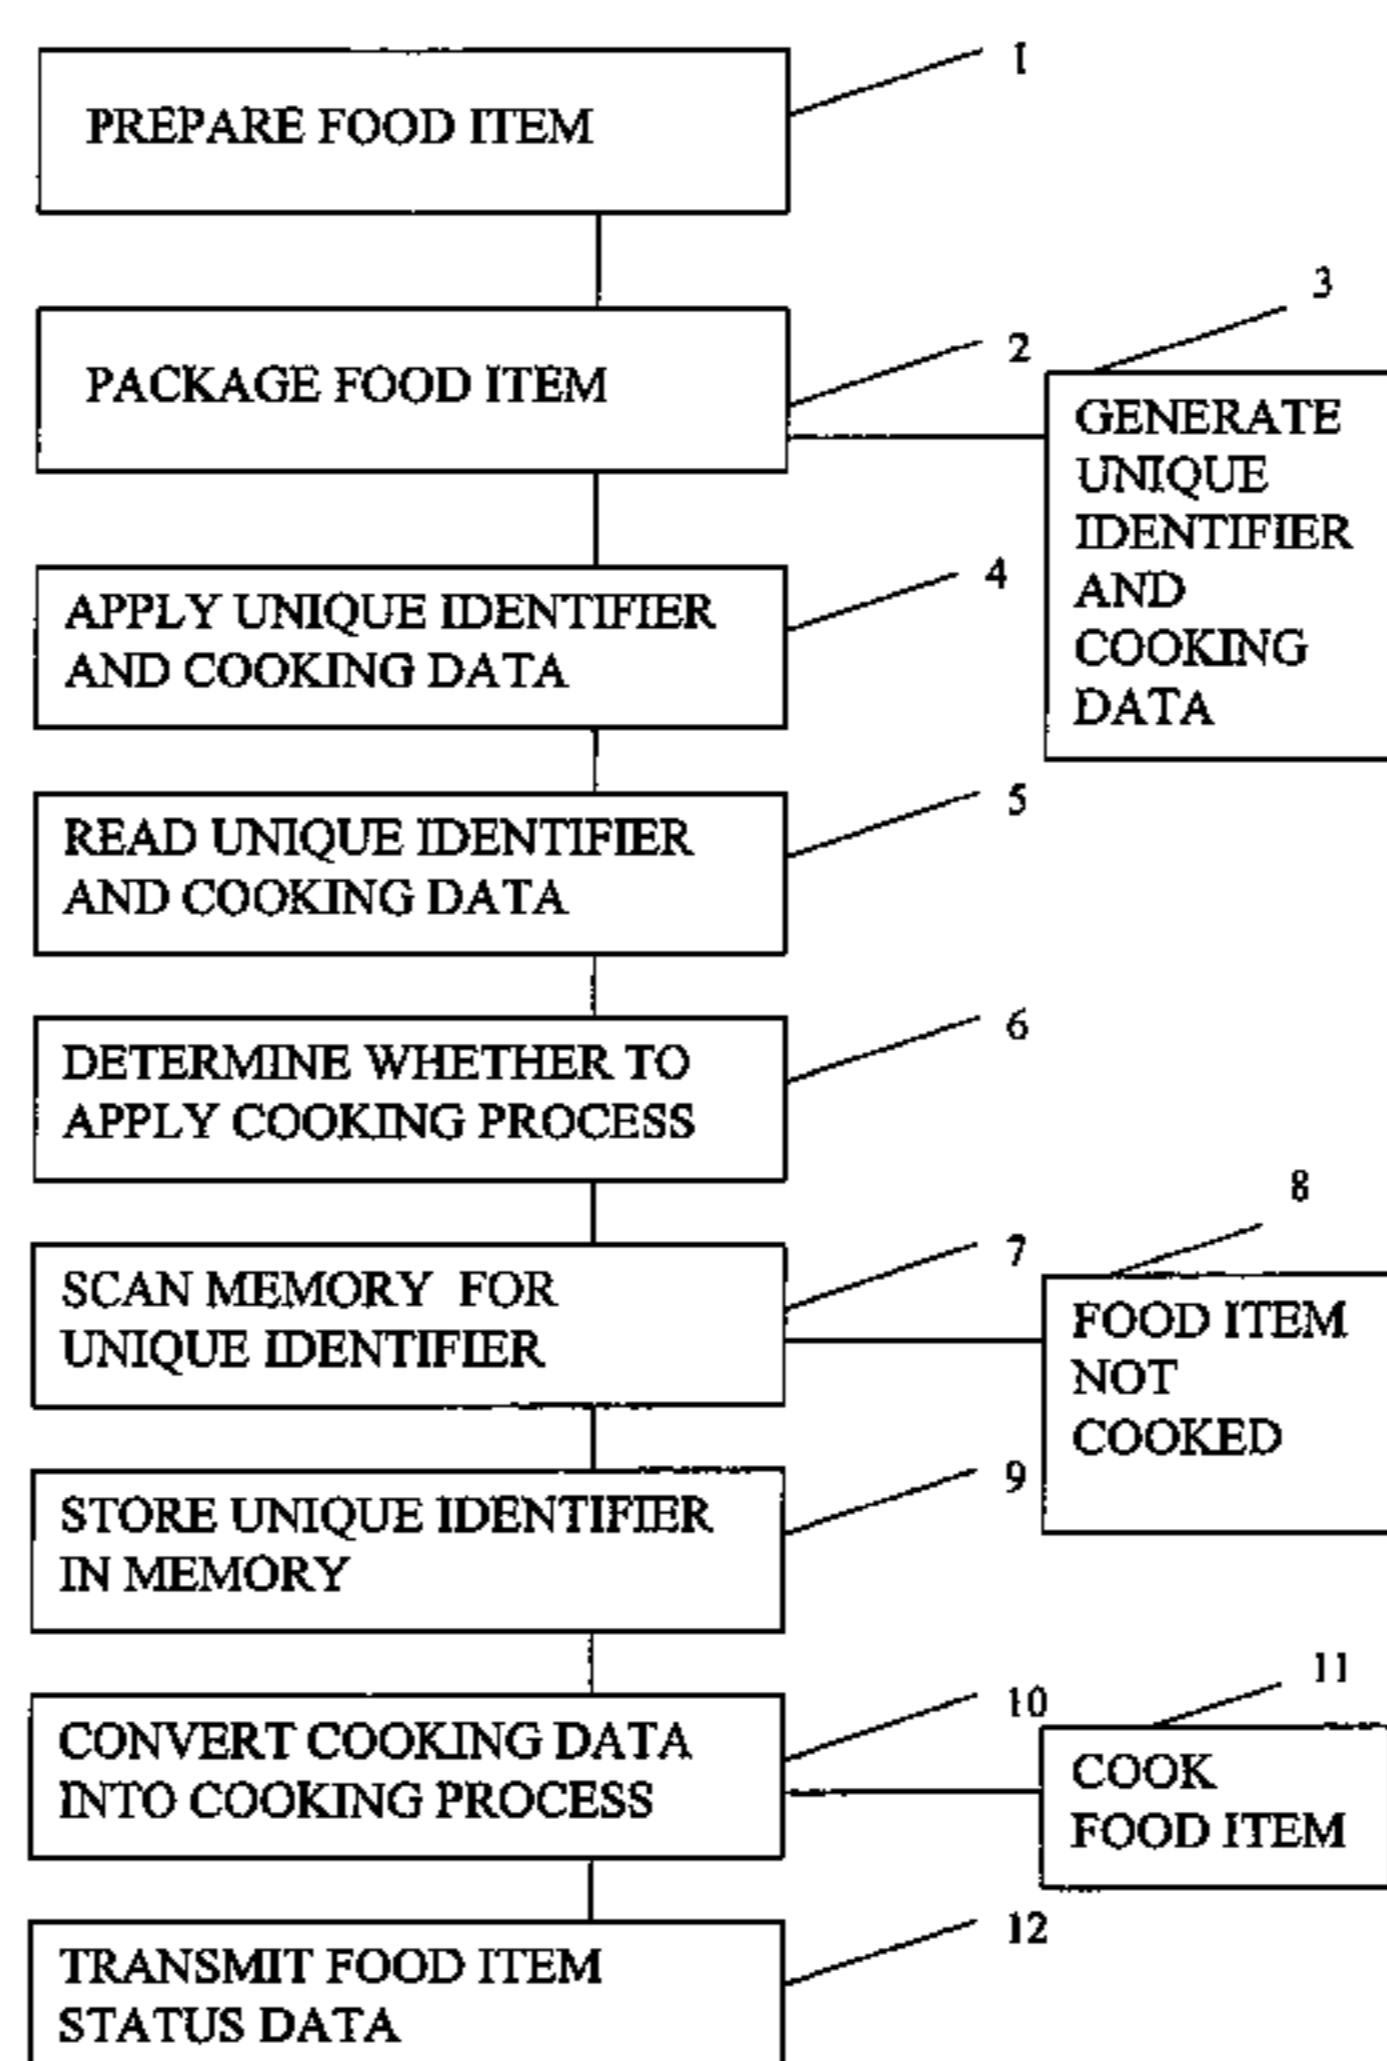 1
PREPARE FOOD ITEM
3
2
PACKAGE FOOD ITEM
GENERATE
UNIQUE
IDENTIFIER
AND
COOKING
DATA
4
APPLY UNIQUE IDENTIFIER
AND COOKING DATA
5
READ UNIQUE IDENTIFIER
AND COOKING DATA
6
DETERMINE WHETHER TO
APPLY COOKING PROCESS
8
7
SCAN MEMORY FOR
UNIQUE IDENTIFIER
FOOD ITEM
NOT
COOKED
9
STORE UNIQUE IDENTIFIER
IN MEMORY
11
10
CONVERT COOKING DATA
INTO COOKING PROCESS
COOK
FOOD ITEM
12
TRANSMIT FOOD ITEM
STATUS DATA